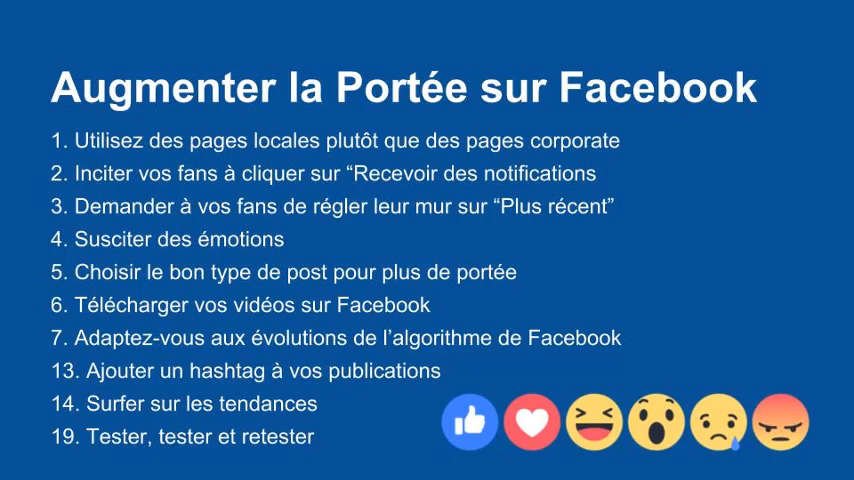 Augmenter la Portée sur Facebook
1. Utilisez des pages locales plutôt que des pages corporate
2. Inciter vos fans à cliquer sur “Recevoir des notifications
3. Demander à vos fans de régler leur mur sur “Plus récent”
4. Susciter des émotions
5. Choisir le bon type de post pour plus de portée
6. Télécharger vos vidéos sur Facebook
7. Adaptez-vous aux évolutions de l’algorithme de Facebook
13. Ajouter un hashtag à vos publications
14. Surfer sur les tendances
19. Tester, tester et retester